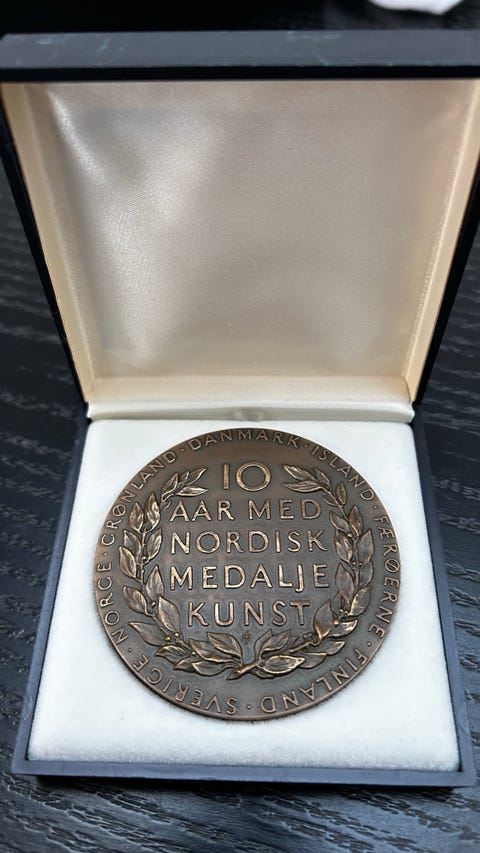 10
AAR MED
NORDISK
MEDALJE
KUNST
DANMARK · ISLAND · FÆRØERNE · FINLAND · SVERIGE · NORGE · GRØNLAND ·